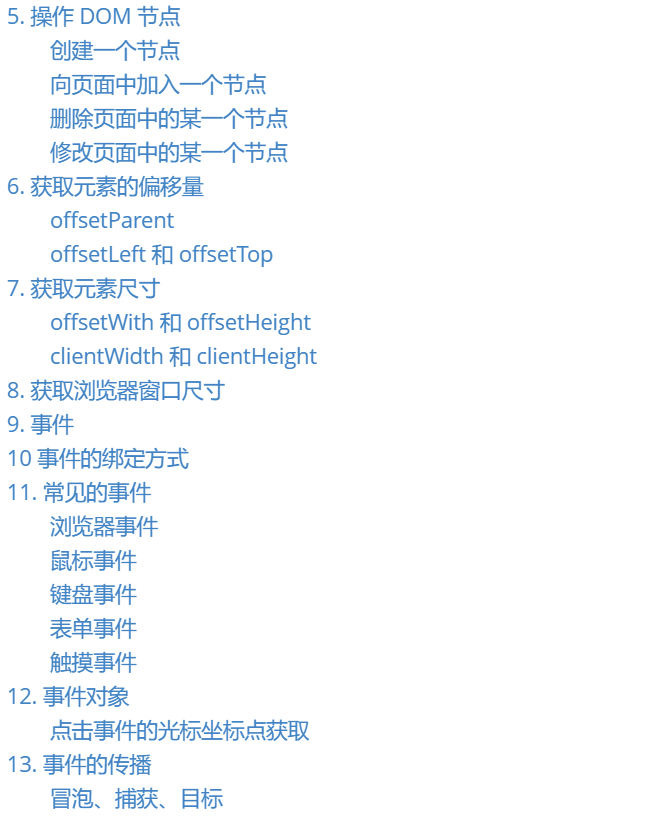 5. 操作 DOM 节点
创建一个节点
向页面中加入一个节点
删除页面中的某一个节点
修改页面中的某一个节点
6. 获取元素的偏移量
offsetParent
offsetLeft 和 offsetTop
7. 获取元素尺寸
offsetWith 和 offsetHeight
clientWidth 和 clientHeight
8. 获取浏览器窗口尺寸
9. 事件
10 事件的绑定方式
11. 常见的事件
浏览器事件
鼠标事件
键盘事件
表单事件
触摸事件
12. 事件对象
点击事件的光标坐标点获取
13. 事件的传播
冒泡、捕获、目标